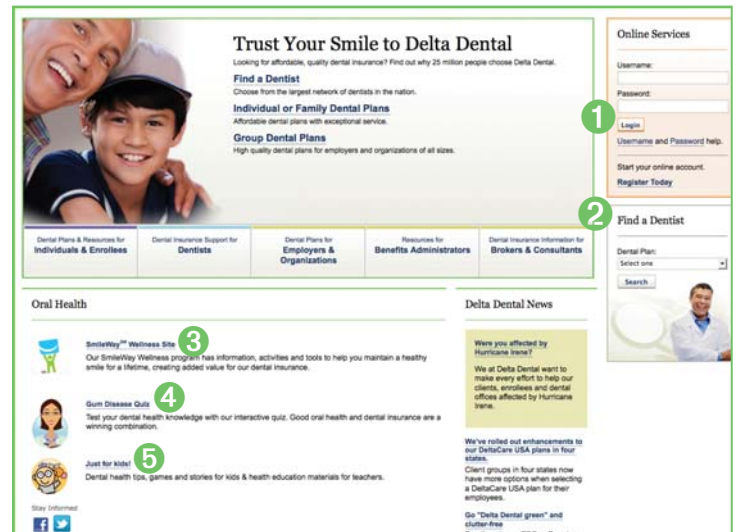 Trust Your Smile to Delta Dental
Looking for affordable, quality dental insurance? Find out why 25 million people choose Delta Dental.
Find a Dentist
Choose from the largest network of dentists in the nation.
Individual or Family Dental Plans
Affordable dental plans with exceptional service.
Group Dental Plans
High quality dental plans for employers and organizations of all sizes.
Dental Plans & Resources for
Individuals & Enrollees
Dental Insurance Support for
Dentists
Dental Plans for
Employers &
Organizations
Resources for
Benefits Administrators
Dental Insurance Information for
Brokers & Consultants
Online Services
Username:
Password:
1
Login
Username and Password help.
Start your online account.
Register Today
2
Find a Dentist
Dental Plan:
Select one
Search
Oral Health
SmileWay℠ Wellness Site
3
Our SmileWay Wellness program has information, activities and tools to help you maintain a healthy
smile for a lifetime, creating added value for our dental insurance.
Gum Disease Quiz
4
Test your dental health knowledge with our interactive quiz. Good oral health and dental insurance are a
winning combination.
Just for kids!
5
Dental health tips, games and stories for kids & health education materials for teachers.
Stay Informed
Delta Dental News
Were you affected by
Hurricane Irene?
We at Delta Dental want to
make every effort to help our
clients, enrollees and dental
offices affected by Hurricane
Irene.
We've rolled out enhancements to
our DeltaCare USA plans in four
states.
Client groups in four states now
have more options when selecting
a DeltaCare USA plan for their
employees.
Go "Delta Dental green" and
clutter-free